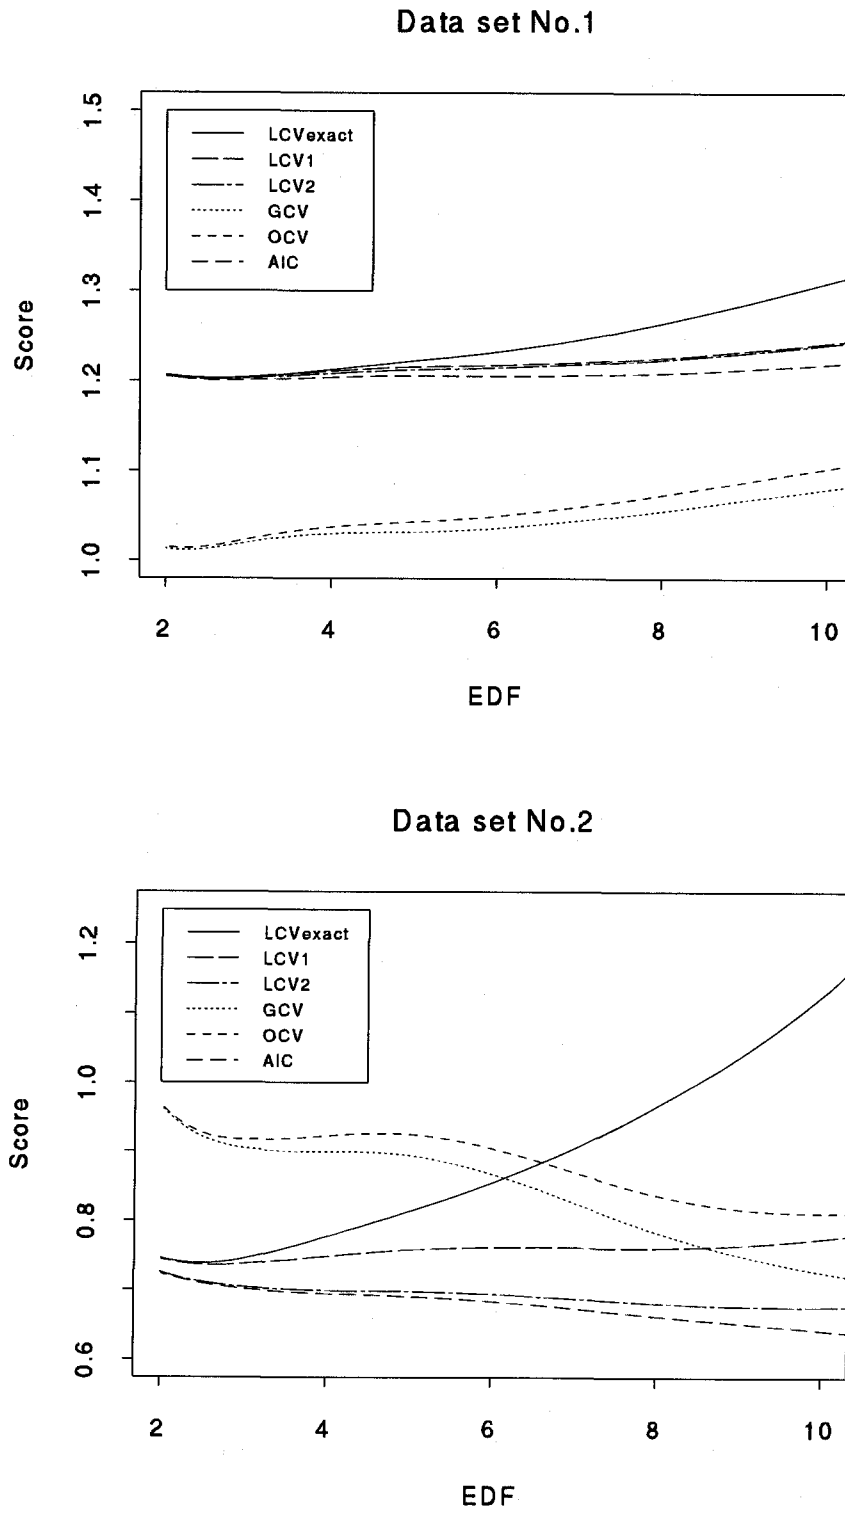 Data set No.1
1.5
1.4
1.3
1.2
1.1
1.0
Score
LCVexact
LCV1
LCV2
GCV
OCV
AIC
2 4 6 8 10
EDF
Data set No.2
1.2
1.0
0.8
0.6
Score
LCVexact
LCV1
LCV2
GCV
OCV
AIC
2 4 6 8 10
EDF